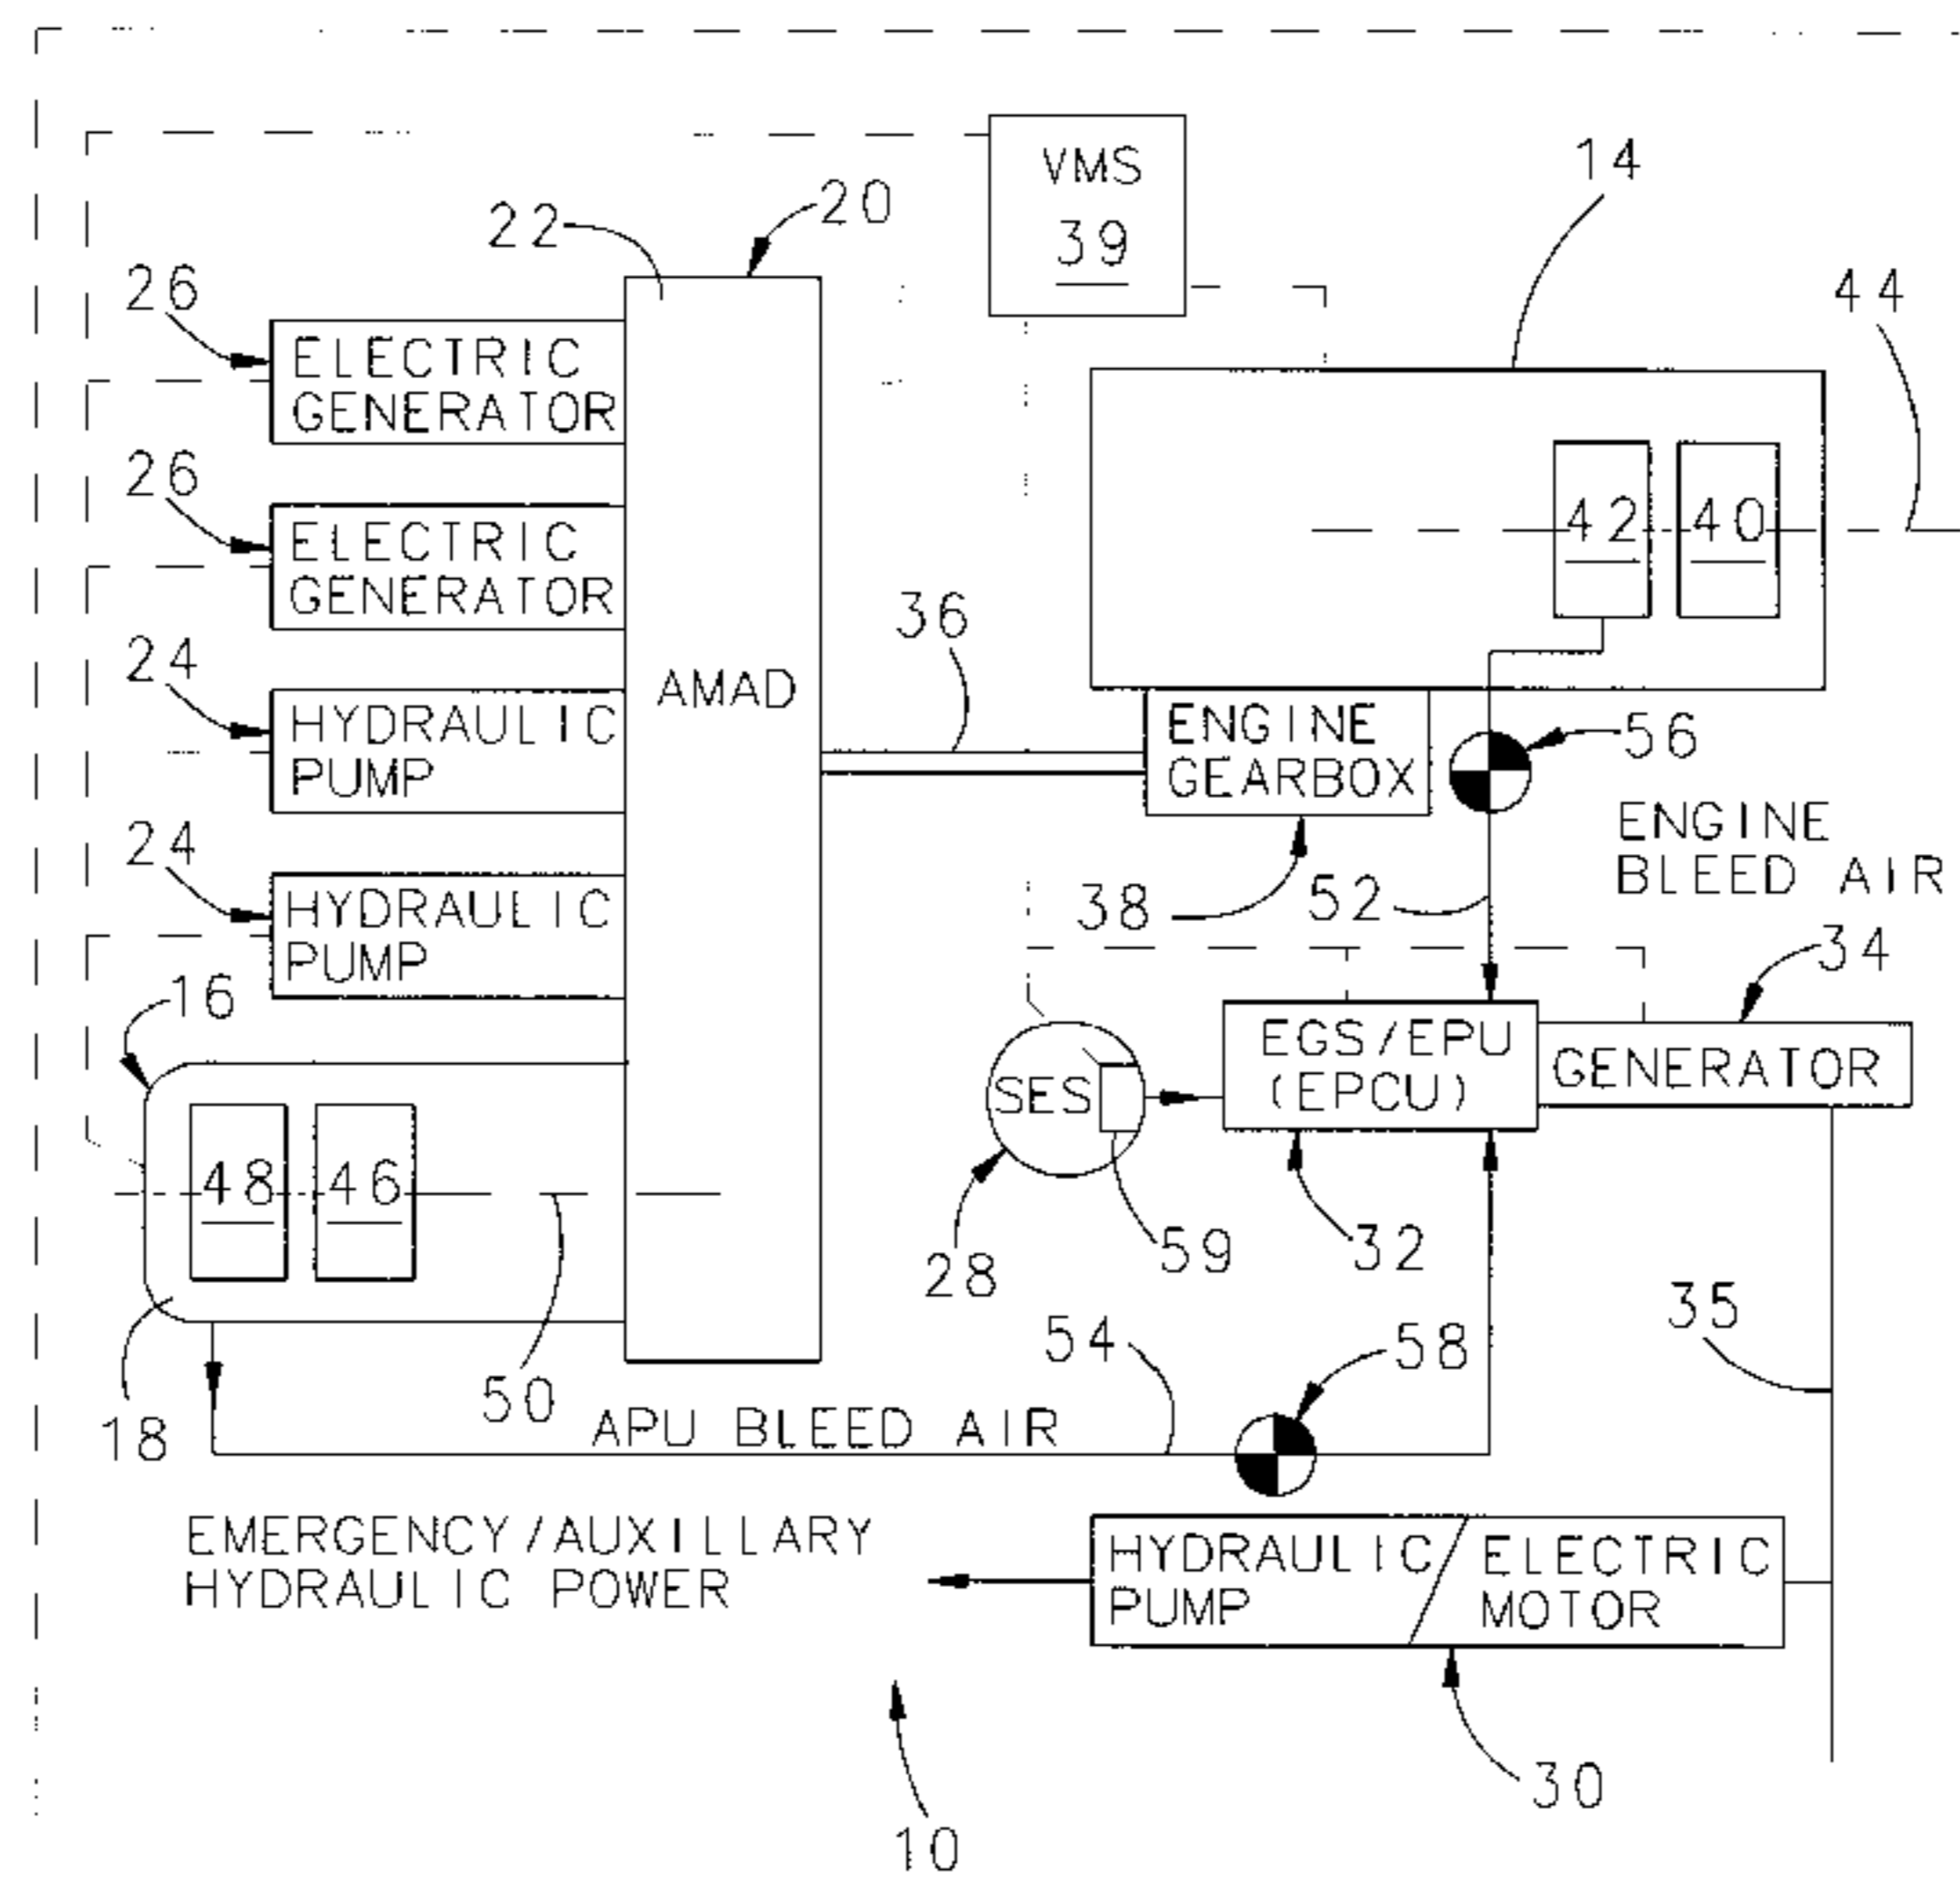 VMS
39
14
20
22
44
26
ELECTRIC
GENERATOR
26
ELECTRIC
GENERATOR
42
40
36
24
HYDRAULIC
PUMP
AMAD
ENGINE
GEARBOX
56
ENGINE
BLEED AIR
24
HYDRAULIC
PUMP
38
52
34
16
SES
EGS/EPU
(EPCU)
GENERATOR
48
46
28
59
32
35
18
50
54
58
APU BLEED AIR
EMERGENCY/AUXILLARY
HYDRAULIC POWER
HYDRAULIC
PUMP
ELECTRIC
MOTOR
30
10